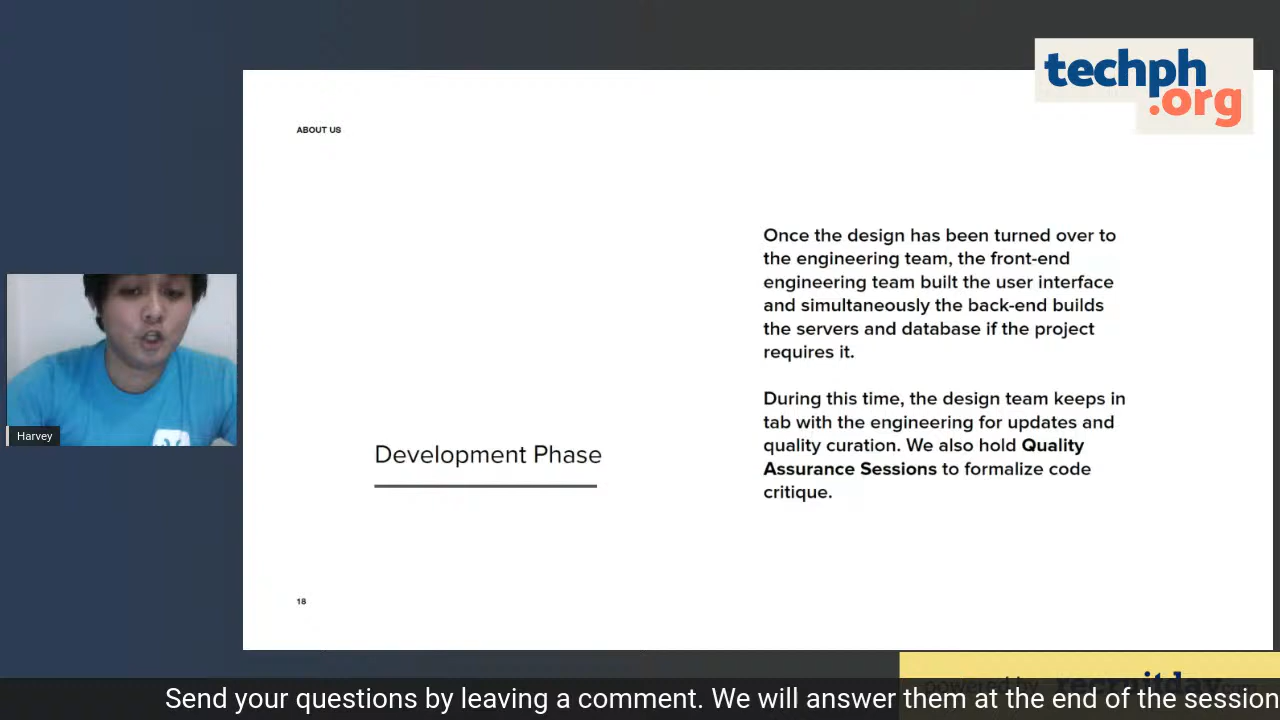 techph
.org
ABOUT US
Once the design has been turned over to
the engineering team, the front-end
engineering team built the user interface
and simultaneously the back-end builds
the servers and database if the project
requires it.
During this time, the design team keeps in
tab with the engineering for updates and
quality curation. We also hold Quality
Assurance Sessions to formalize code
critique.
Development Phase
Harvey
18
powered by recruitday.com
Send your questions by leaving a comment. We will answer them at the end of the session